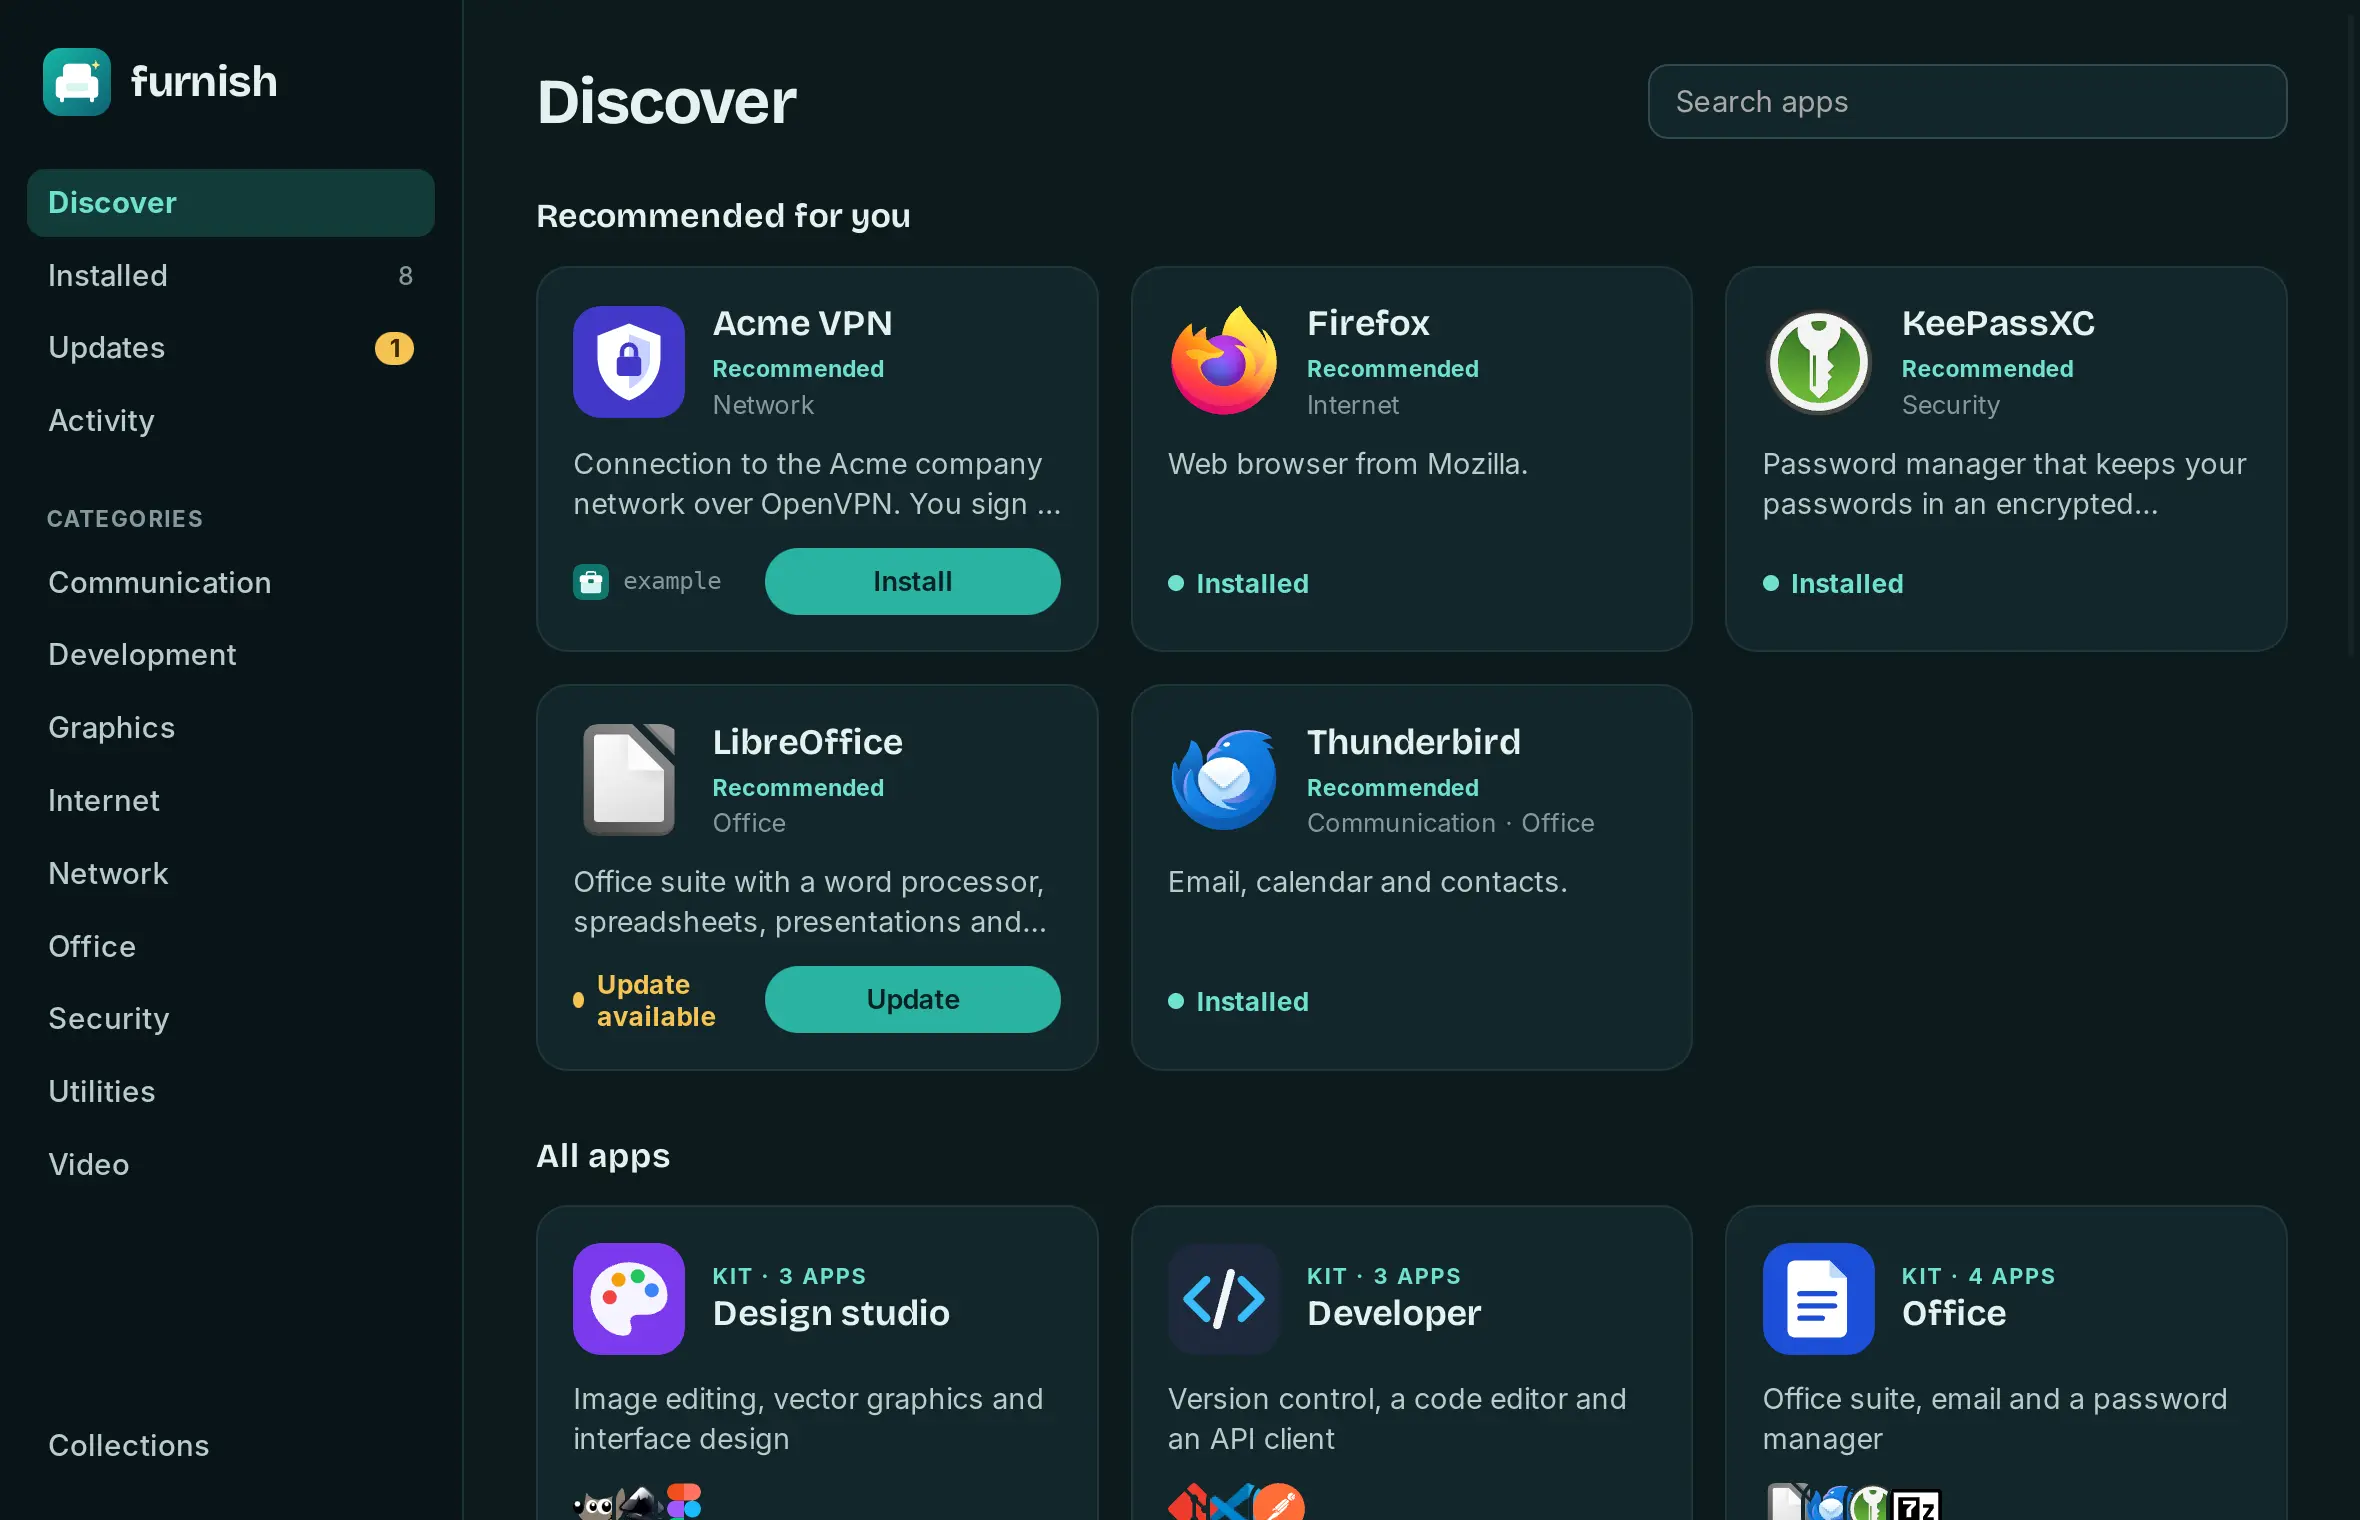 furnish
Discover
Installed 8
Updates 1
Activity
CATEGORIES
Communication
Development
Graphics
Internet
Network
Office
Security
Utilities
Video
Collections
Discover
Search apps
Recommended for you
Acme VPN
Recommended
Network
Connection to the Acme company
network over OpenVPN. You sign ...
example
Install
Firefox
Recommended
Internet
Web browser from Mozilla.
Installed
KeePassXC
Recommended
Security
Password manager that keeps your
passwords in an encrypted...
Installed
LibreOffice
Recommended
Office
Office suite with a word processor,
spreadsheets, presentations and...
Update
available
Update
Thunderbird
Recommended
Communication · Office
Email, calendar and contacts.
Installed
All apps
KIT · 3 APPS
Design studio
Image editing, vector graphics and
interface design
KIT · 3 APPS
Developer
Version control, a code editor and
an API client
KIT · 4 APPS
Office
Office suite, email and a password
manager
7z